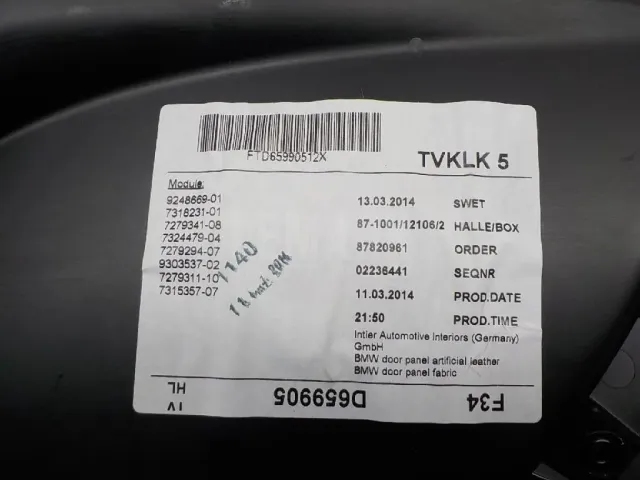 FTD65990512X
TVKLK 5
Module:
9248669-01
7318231-01
7279341-08
7324479-04
7279294-07
9303537-02
7279311-10
7315357-07
1140
13.03.2014 SWET
87-1001/12106/2 HALLE/BOX
87820961 ORDER
02236441 SEQNR
11.03.2014 PROD.DATE
21:50 PROD.TIME
Intier Automotive Interiors (Germany)
GmbH
BMW door panel artificial leather
BMW door panel fabric
IV
HL
D659905
F34